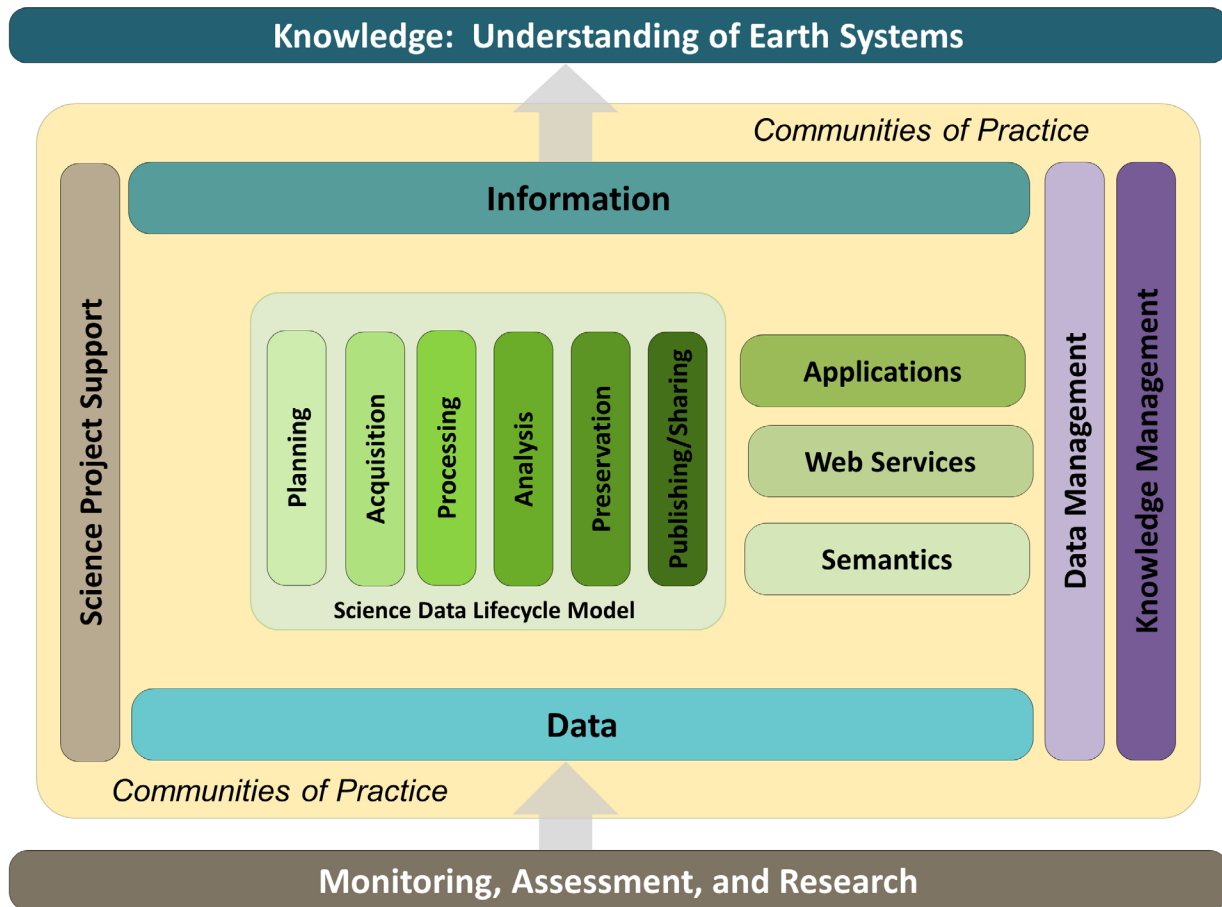 Knowledge:  Understanding of Earth Systems
Communities of Practice
Information
Science Project Support
Planning
Acquisition
Processing
Analysis
Preservation
Publishing/Sharing
Science Data Lifecycle Model
Applications
Web Services
Semantics
Data Management
Knowledge Management
Data
Communities of Practice
Monitoring, Assessment, and Research